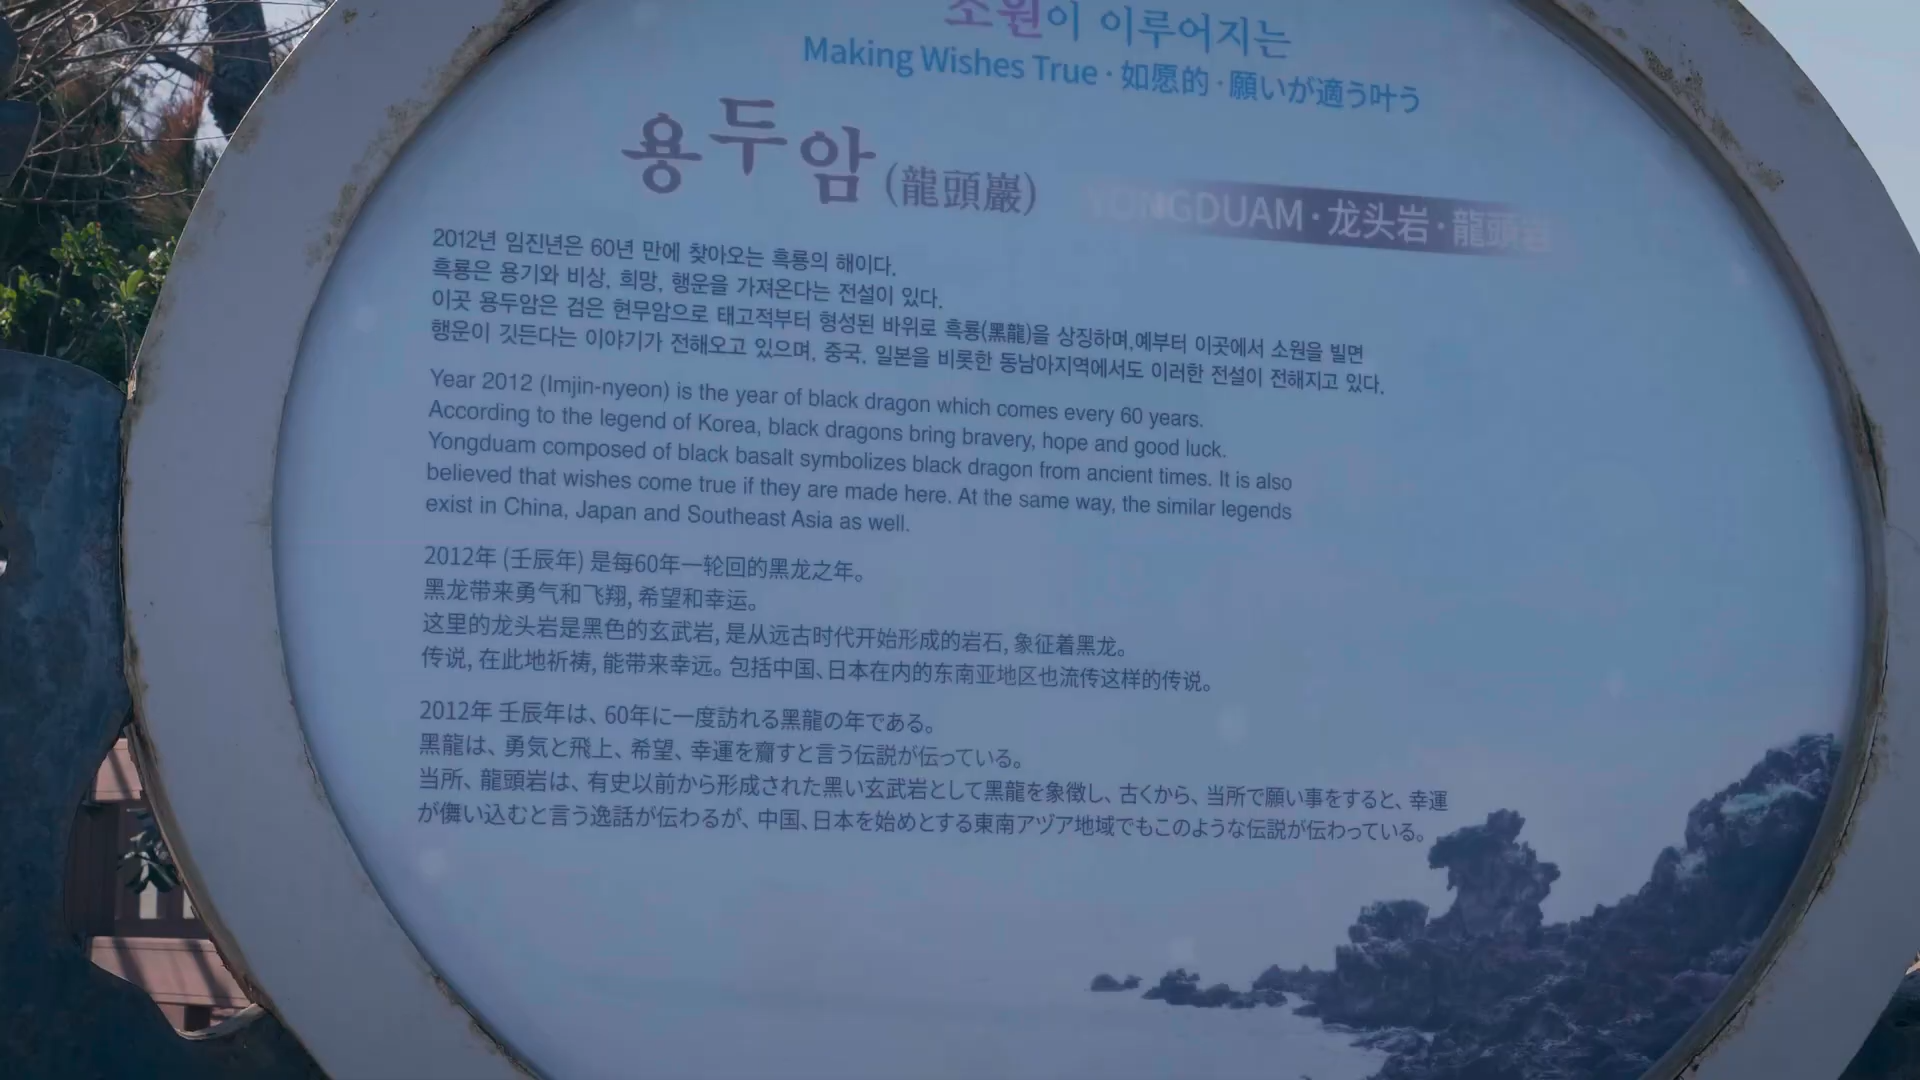 소원이 이루어지는
Making Wishes True · 如愿的 · 願いが適う叶う
용두암 (龍頭巖) YONGDUAM · 龙头岩 · 龍頭岩
2012년 임진년은 60년 만에 찾아오는 흑룡의 해이다.
흑룡은 용기와 비상, 희망, 행운을 가져온다는 전설이 있다.
이곳 용두암은 검은 현무암으로 태고적부터 형성된 바위로 흑룡(黑龍)을 상징하며,예부터 이곳에서 소원을 빌면
행운이 깃든다는 이야기가 전해오고 있으며, 중국, 일본을 비롯한 동남아지역에서도 이러한 전설이 전해지고 있다.
Year 2012 (Imjin-nyeon) is the year of black dragon which comes every 60 years.
According to the legend of Korea, black dragons bring bravery, hope and good luck.
Yongduam composed of black basalt symbolizes black dragon from ancient times. It is also
believed that wishes come true if they are made here. At the same way, the similar legends
exist in China, Japan and Southeast Asia as well.
2012年 (壬辰年) 是每60年一轮回的黑龙之年。
黑龙带来勇气和飞翔, 希望和幸运。
这里的龙头岩是黑色的玄武岩, 是从远古时代开始形成的岩石, 象征着黑龙。
传说, 在此地祈祷, 能带来幸远。包括中国、日本在内的东南亚地区也流传这样的传说。
2012年 壬辰年は、60年に一度訪れる黑龍の年である。
黑龍は、勇気と飛上、希望、幸運を齎すと言う伝説が伝っている。
当所、龍頭岩は、有史以前から形成された黑い玄武岩として黑龍を象徴し、古くから、当所で願い事をすると、幸運
が儛い込むと言う逸話が伝わるが、中国、日本を始めとする東南アヅア地域でもこのような伝説が伝わっている。